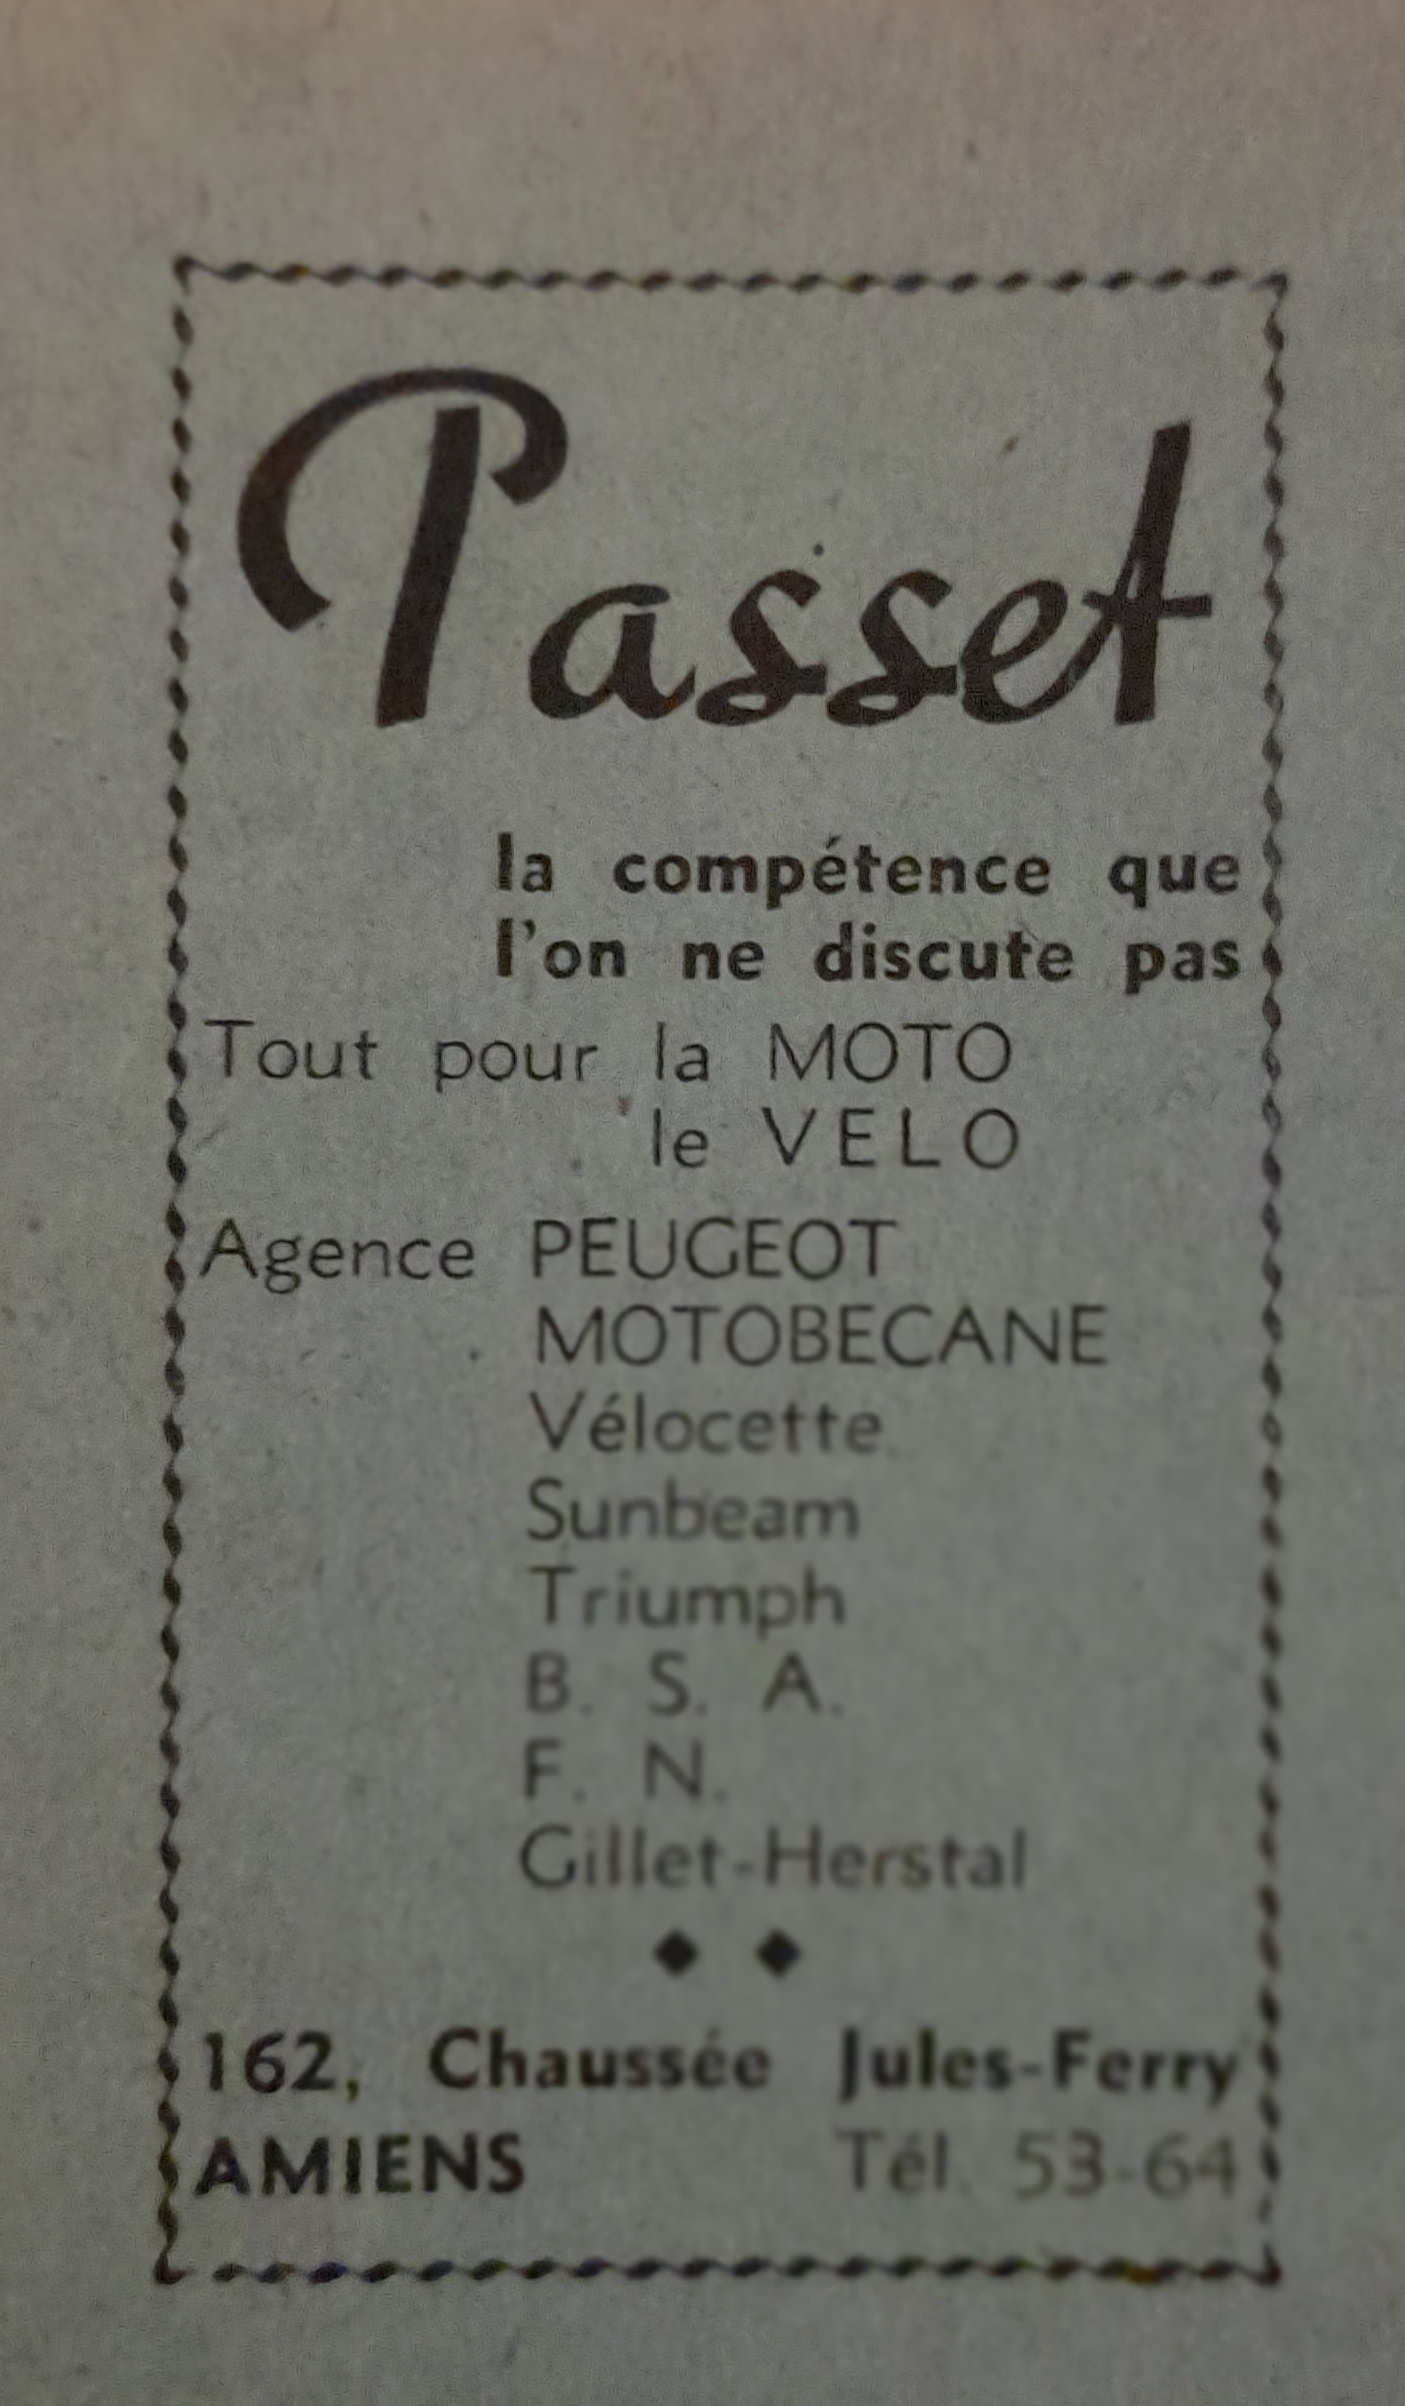 Passet
la compétence que
l'on ne discute pas
Tout pour la MOTO
le VELO
Agence PEUGEOT
MOTOBECANE
Vélocette
Sunbeam
Triumph
B. S. A.
F. N.
Gillet-Herstal
162, Chaussée Jules-Ferry
AMIENS Tél. 53-64